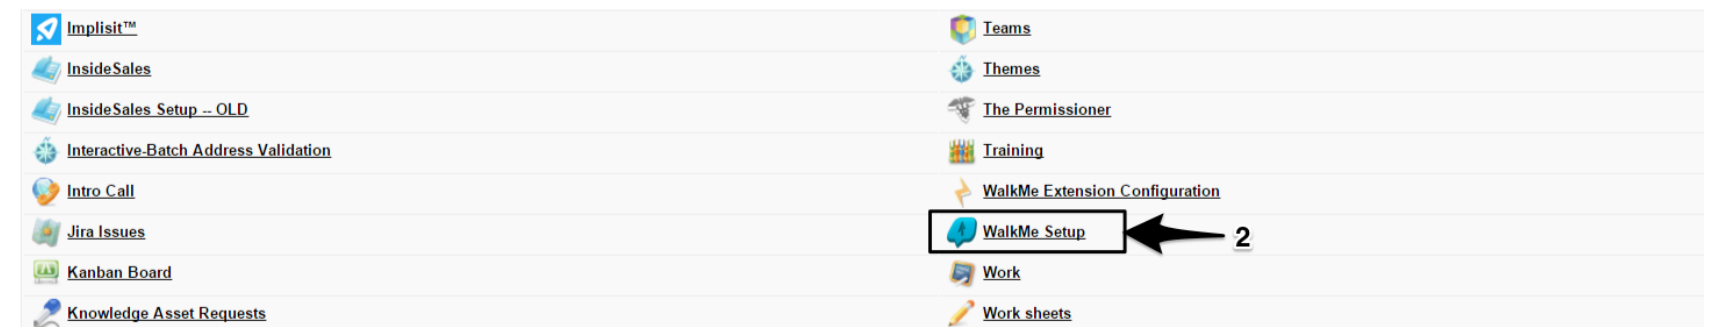 Implisit™
Teams
InsideSales
Themes
InsideSales Setup -- OLD
The Permissioner
Interactive-Batch Address Validation
Training
Intro Call
WalkMe Extension Configuration
Jira Issues
WalkMe Setup
2
Kanban Board
Work
Knowledge Asset Requests
Work sheets